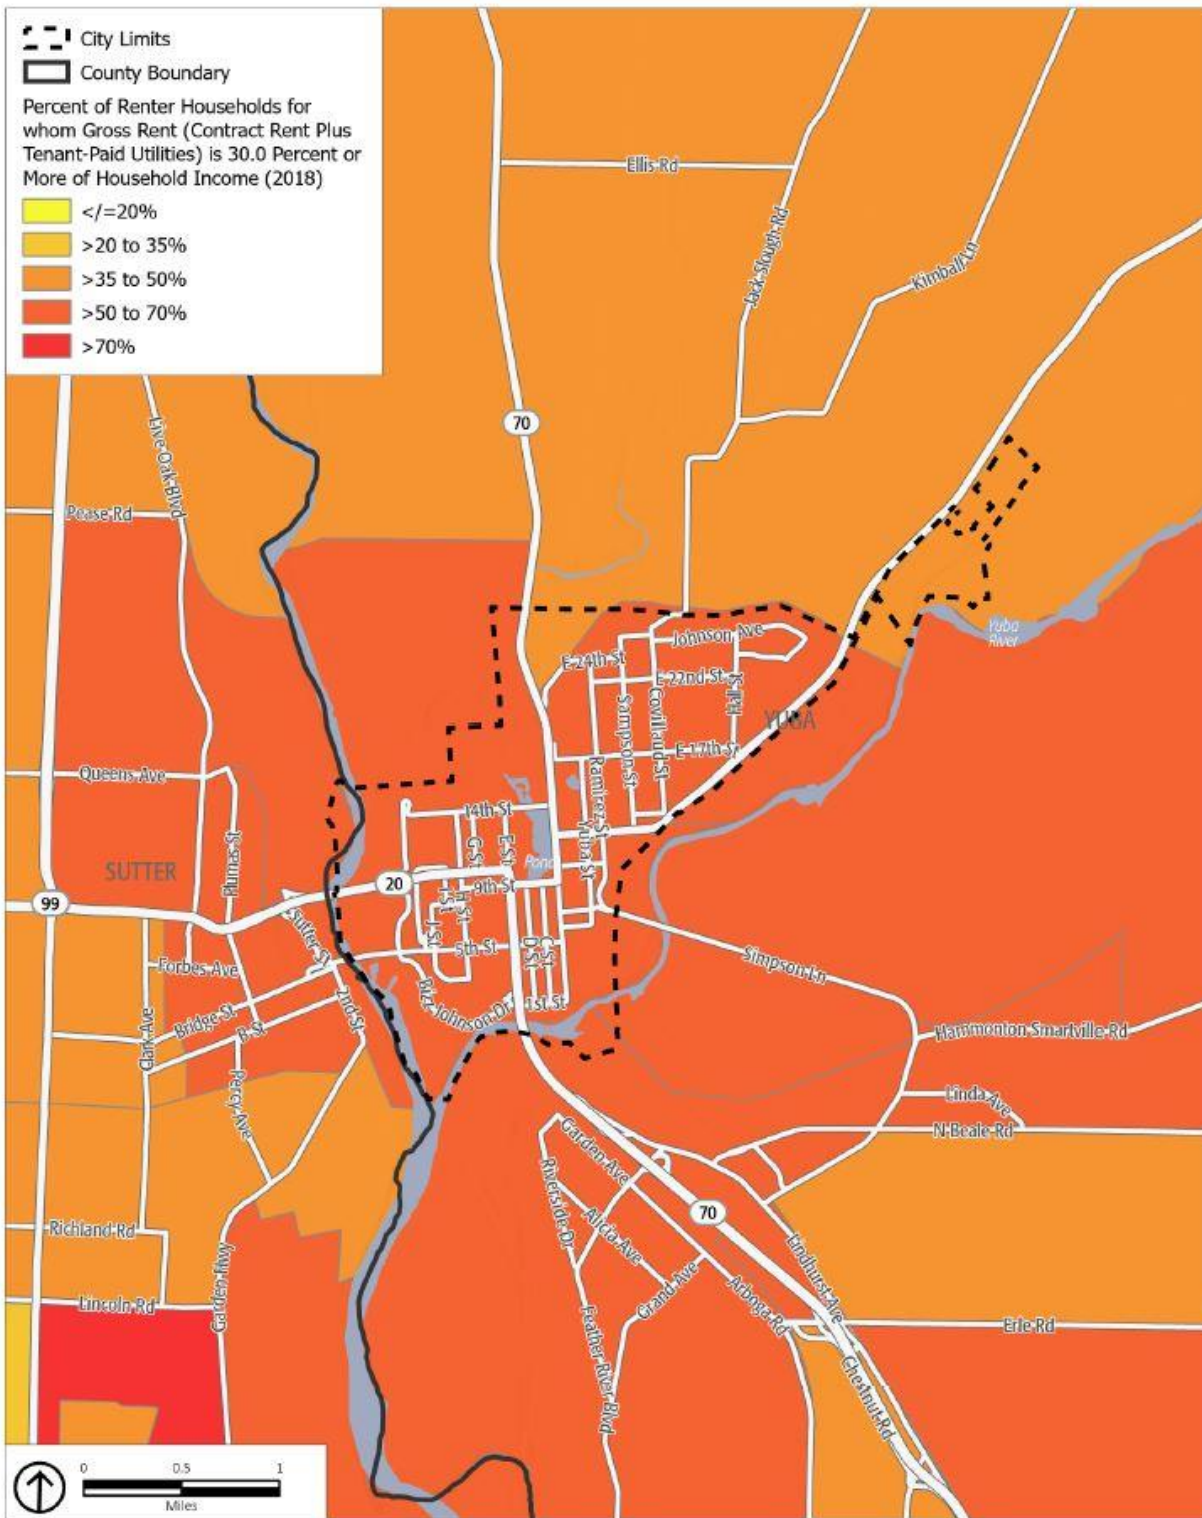 City Limits
County Boundary
Percent of Renter Households for
whom Gross Rent (Contract Rent Plus
Tenant-Paid Utilities) is 30.0 Percent or
More of Household Income (2018)
</=20%
>20 to 35%
>35 to 50%
>50 to 70%
>70%
Ellis Rd
Jack Slough Rd
Kimball Ln
70
Live Oak Blvd
Pease Rd
Yuba
River
Johnson Ave
E 24th St
E 22nd St
Hall St
Sampson St
Covillaud St
YUBA
E 17th St
Ramirez St
Queens Ave
14th St
Yuba St
G St
E St
Pond
Plumas St
SUTTER
20
9th St
99
I St
H St
J St
Sutter St
5th St
D St
C St
Simpson Ln
Forbes Ave
Bizz Johnson Dr
1st St
2nd St
Bridge St
B St
Clark Ave
Percy Ave
Hammonton Smartville Rd
Linda Ave
N Beale Rd
Garden Ave
Riverside Dr
Alicia Ave
70
Richland Rd
Garden Hwy
Lincoln Rd
Grand Ave
Arboga Rd
Lindhurst Ave
Erle Rd
Feather River Blvd
Chestnut Rd
0 0.5 1
Miles